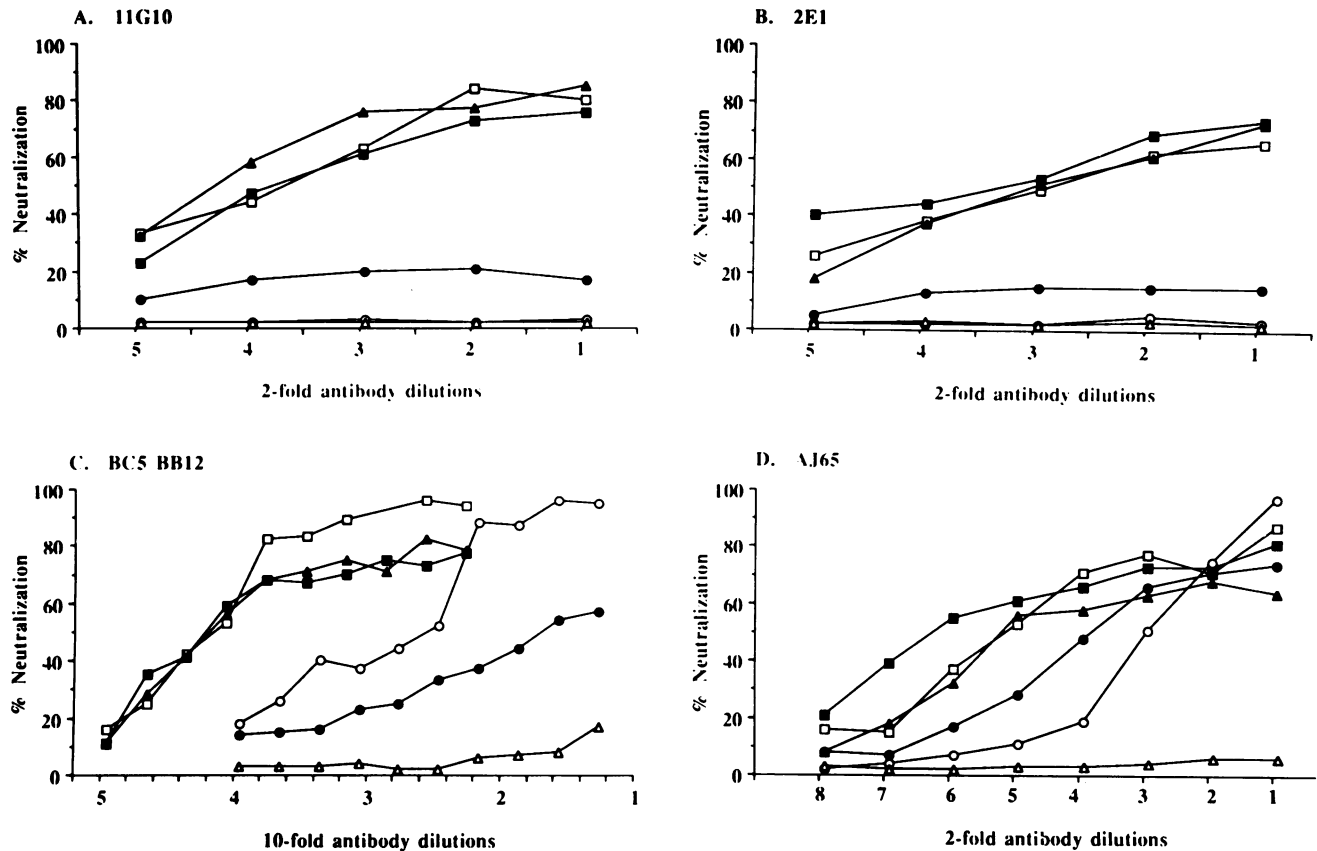 A. 11G10
100
80
60
40
20
0
% Neutralization
5 4 3 2 1
2-fold antibody dilutions
B. 2E1
100
80
60
40
20
0
% Neutralization
5 4 3 2 1
2-fold antibody dilutions
C. BC5 BB12
100
80
60
40
20
0
% Neutralization
5 4 3 2 1
10-fold antibody dilutions
D. AJ65
100
80
60
40
20
0
% Neutralization
8 7 6 5 4 3 2 1
2-fold antibody dilutions